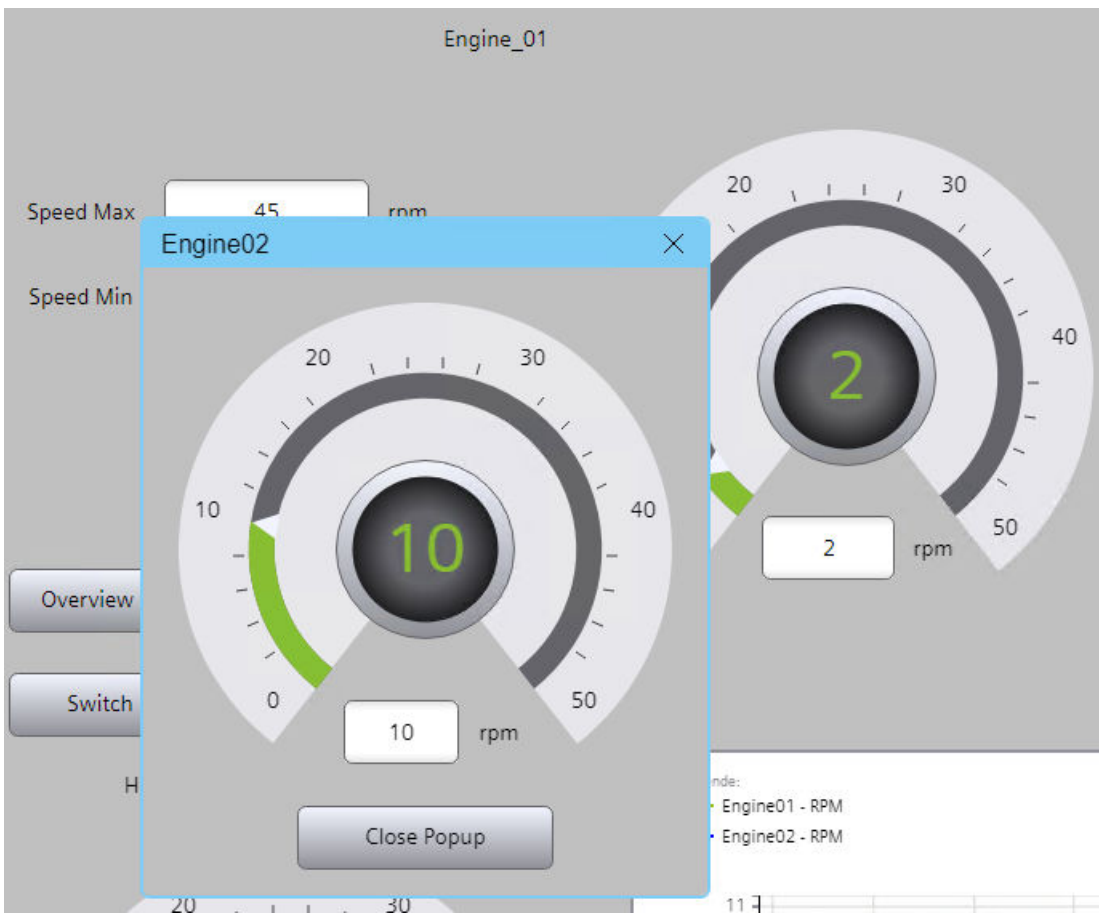 Engine_01
20
30
Speed Max
45
rpm
Engine02
Speed Min
2
40
20
30
10
40
10
50
2
rpm
Overview
Switch
0
50
10
rpm
H
nde:
Engine01 - RPM
Engine02 - RPM
Close Popup
20
30
11